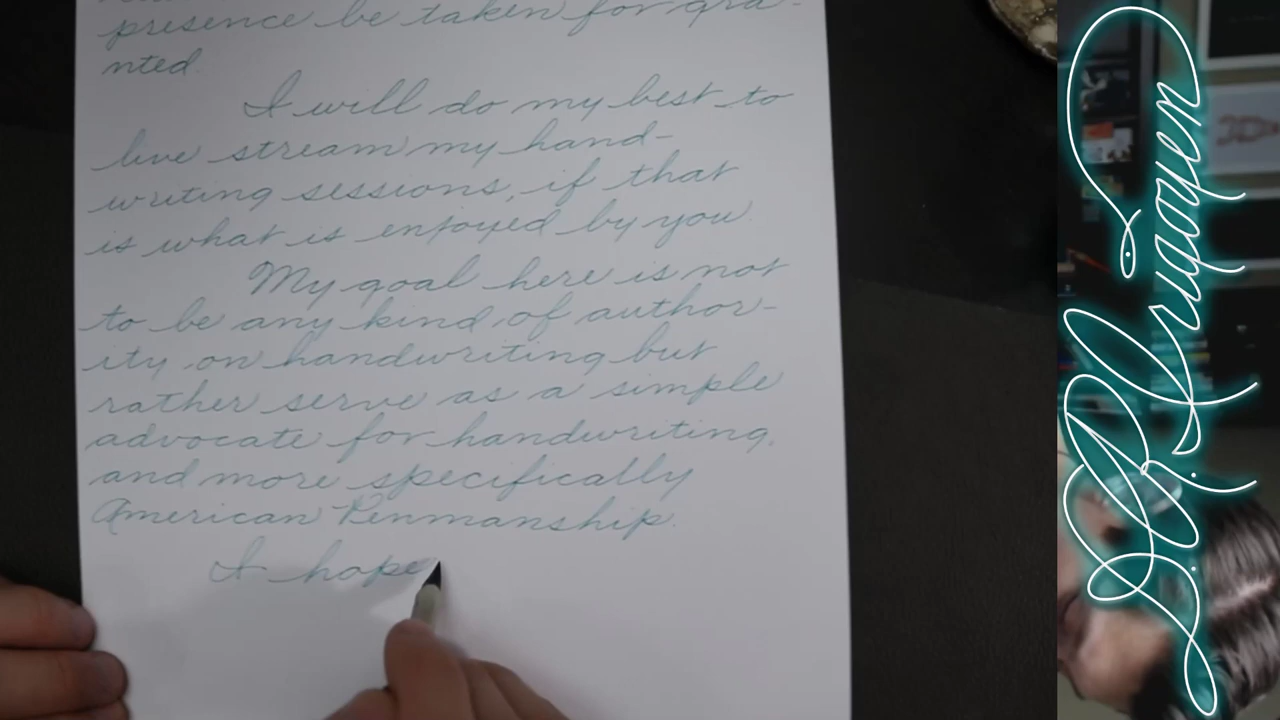 presence be taken for gra-
nted.
I will do my best to
live stream my hand-
writing sessions, if that
is what is enjoyed by you.
My goal here is not
to be any kind of author-
ity on handwriting but
rather serve as a simple
advocate for handwriting,
and more specifically
American Penmanship.
I hope